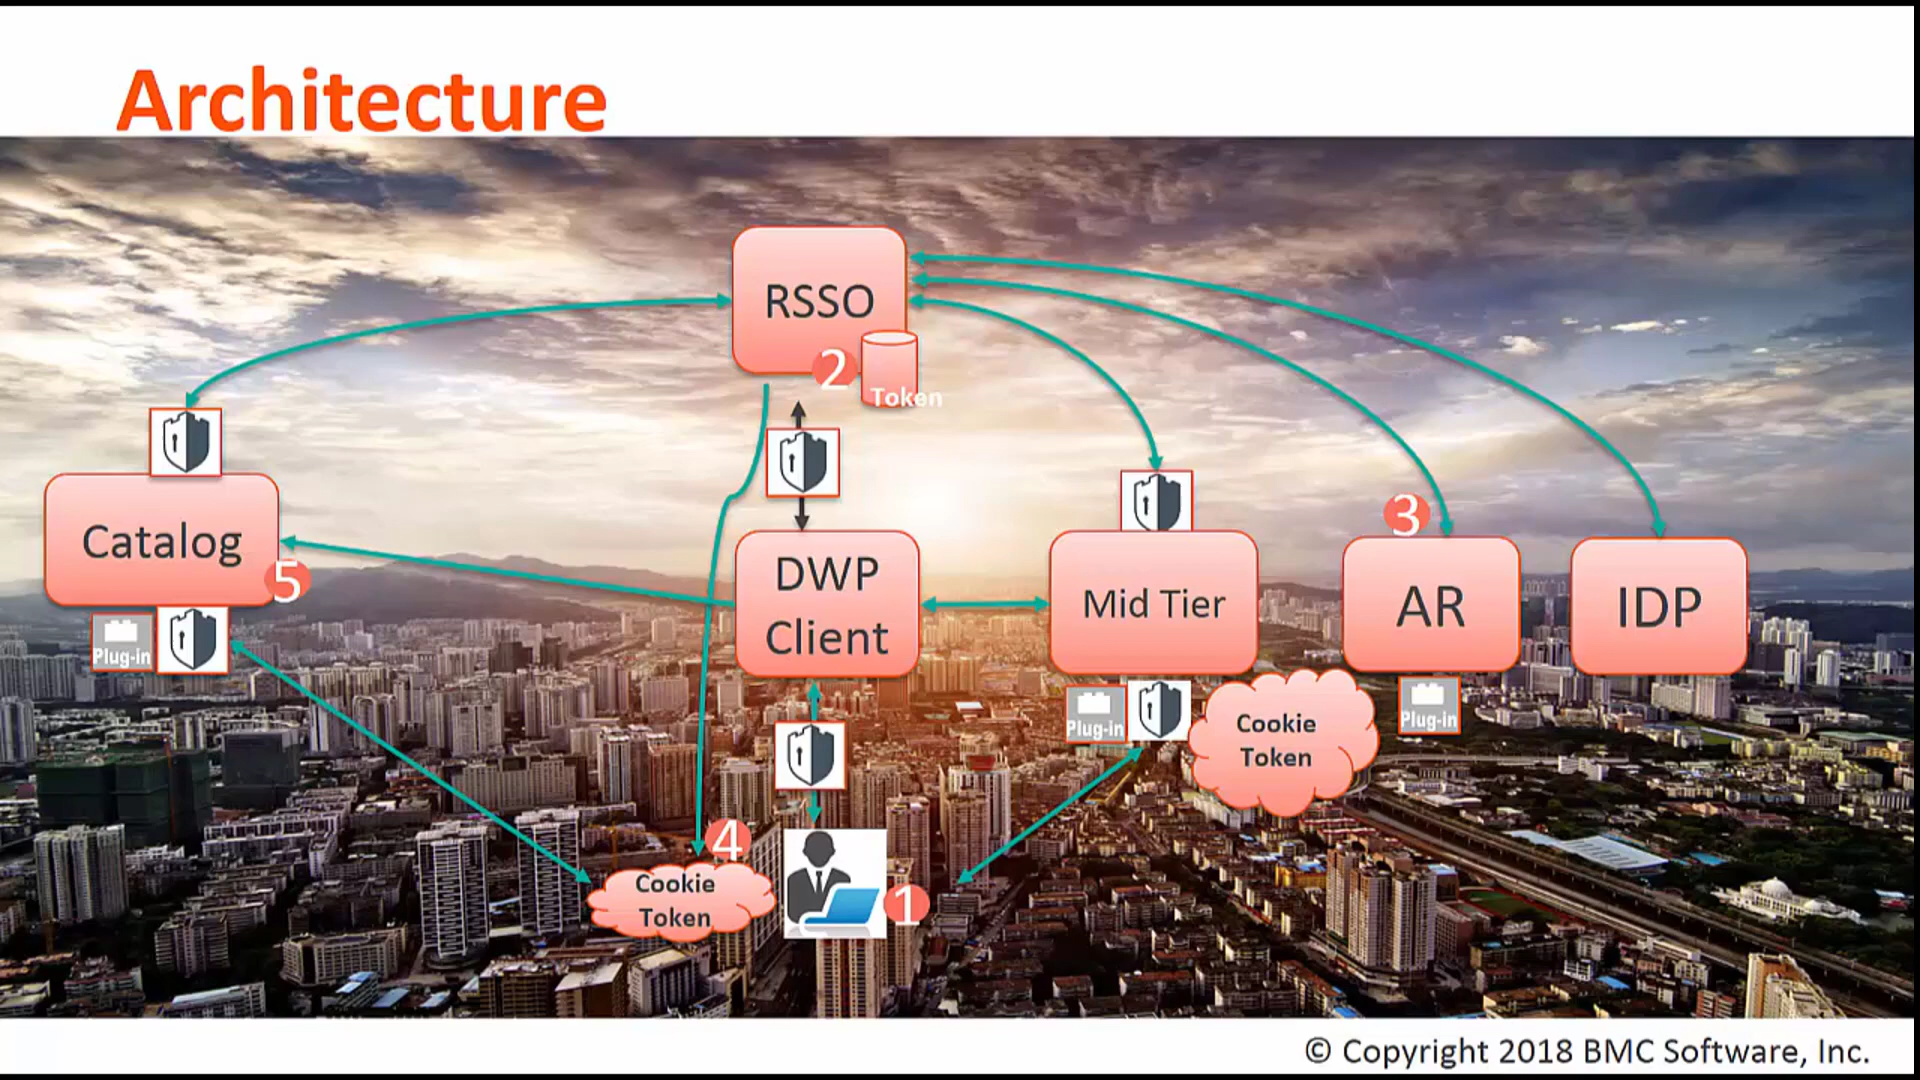 Architecture
RSSO
2
Token
Catalog
5
Plug-in
DWP
Client
Mid Tier
Plug-in
Cookie
Token
3
AR
Plug-in
IDP
4
Cookie
Token
1
© Copyright 2018 BMC Software, Inc.